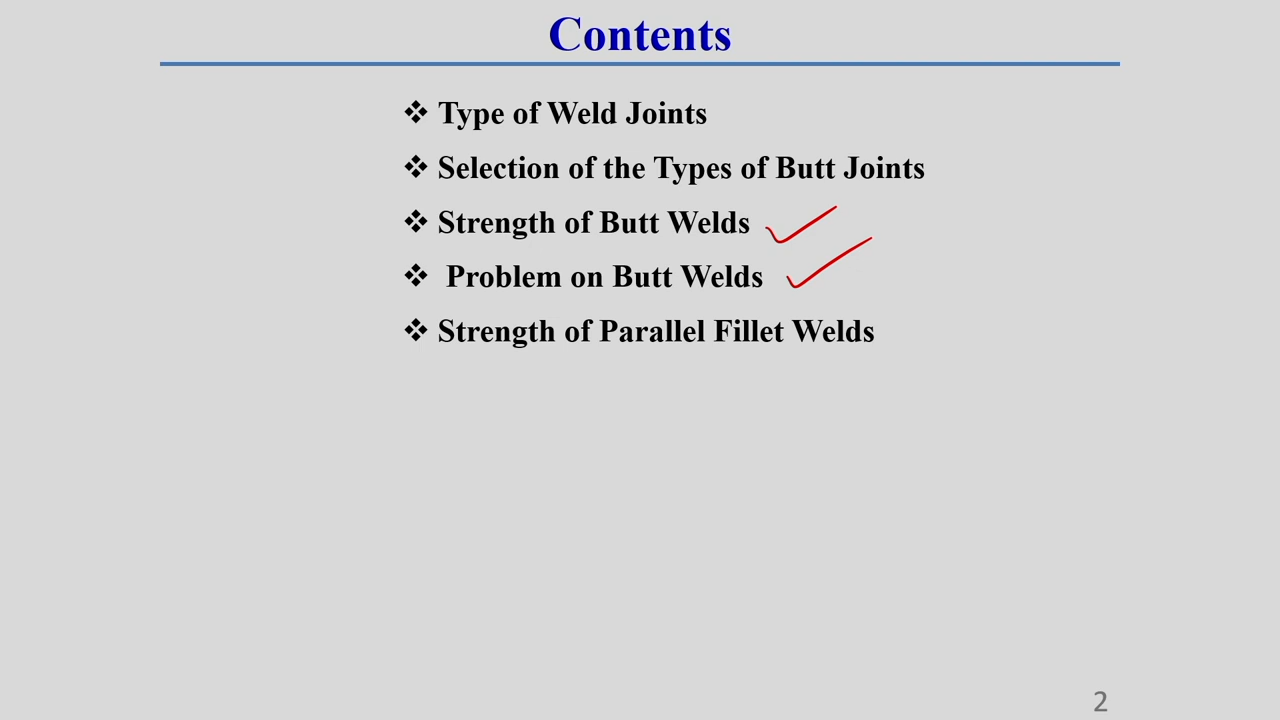 Contents
❖ Type of Weld Joints
❖ Selection of the Types of Butt Joints
❖ Strength of Butt Welds
❖ Problem on Butt Welds
❖ Strength of Parallel Fillet Welds
2